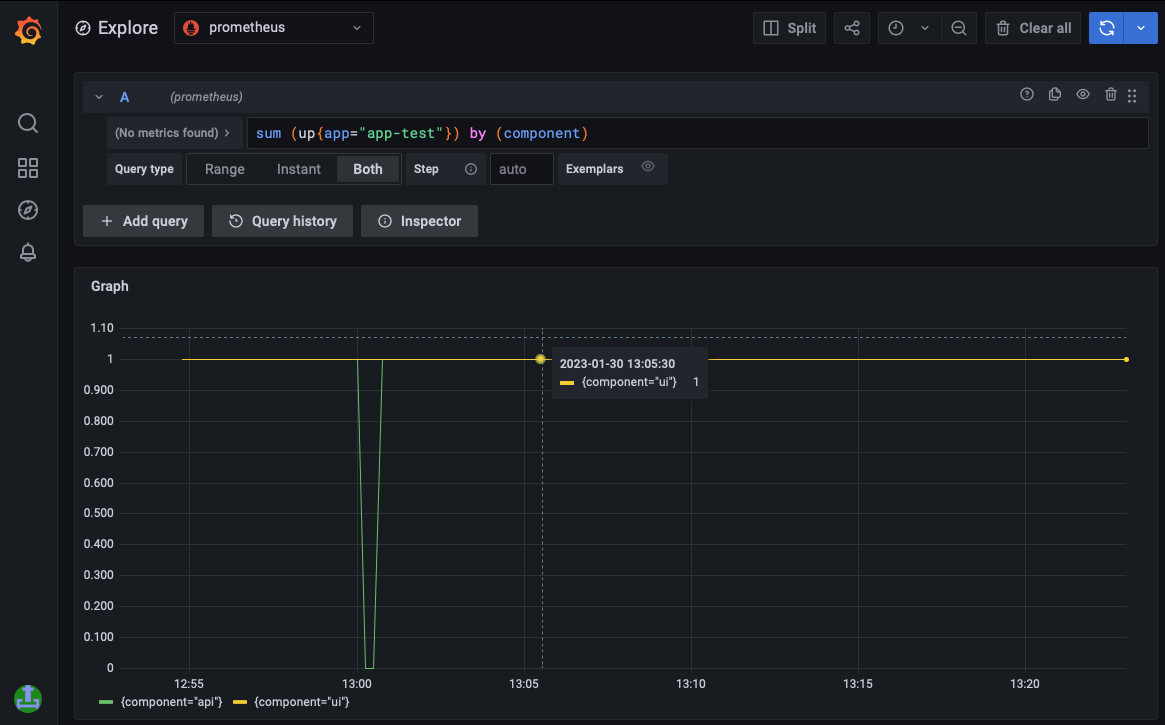 Explore prometheus Split Clear all
A (prometheus)
(No metrics found) > sum (up{app="app-test"}) by (component)
Query type Range Instant Both Step auto Exemplars
+ Add query Query history Inspector
Graph
1.10
1
0.900
0.800
0.700
0.600
0.500
0.400
0.300
0.200
0.100
0
2023-01-30 13:05:30
{component="ui"} 1
12:55 13:00 13:05 13:10 13:15 13:20
{component="api"} {component="ui"}